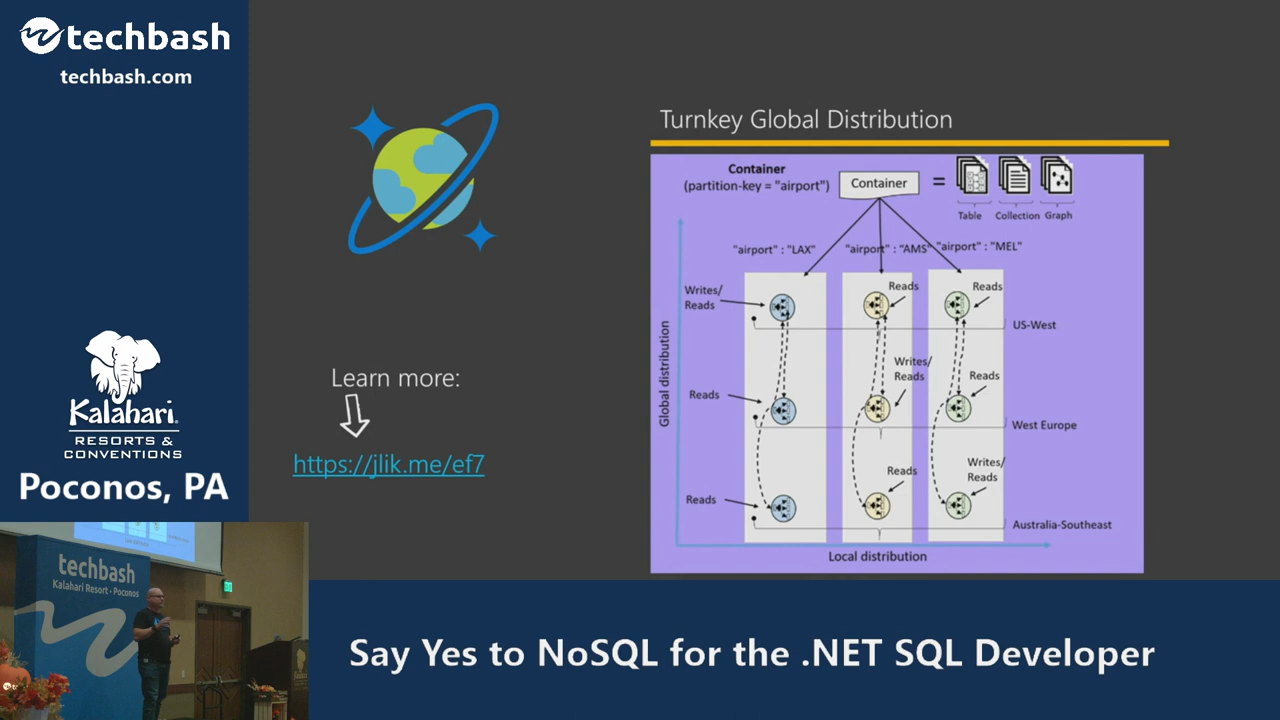 techbash
techbash.com
Kalahari
RESORTS &
CONVENTIONS
Poconos, PA
Learn more:
https://jlik.me/ef7
Turnkey Global Distribution
Container
(partition-key = "airport")
Container
=
Table
Collection
Graph
"airport" : "LAX"
"airport" : "AMS"
"airport" : "MEL"
Writes/
Reads
Reads
Reads
US-West
Global distribution
Reads
Writes/
Reads
Reads
West Europe
Reads
Reads
Writes/
Reads
Australia-Southeast
Local distribution
techbash
Kalahari Resort - Poconos
Say Yes to NoSQL for the .NET SQL Developer